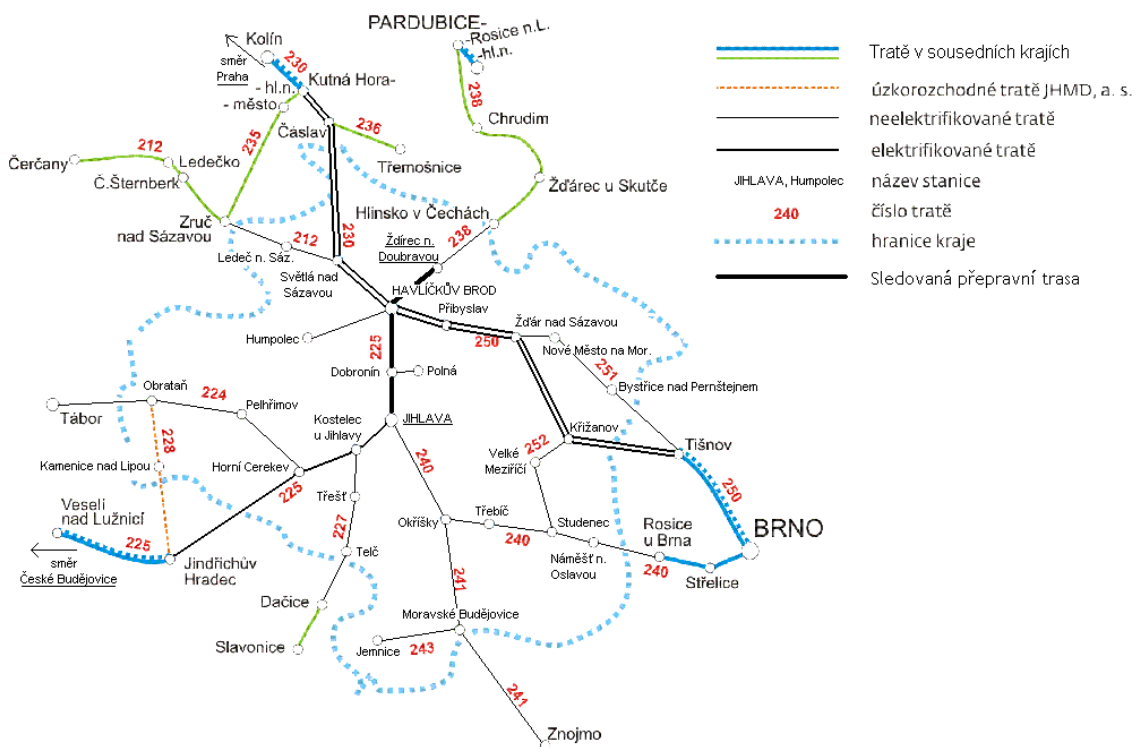 PARDUBICE-
-Rosice n.L.
-hl.n.
Kolín
směr
Praha
230
Kutná Hora-
- hl.n.
- město
238
Chrudim
Čáslav
236
Třemošnice
235
212
Čerčany
Ledečko
Č.Šternberk
Žďárec u Skutče
Hlinsko v Čechách
Zruč
nad Sázavou
212
230
Ždírec n.
Doubravou
238
Ledeč n. Sáz.
Světlá nad
Sázavou
HAVLÍČKŮV BROD
Přibyslav
Humpolec
225
250
Žďár nad Sázavou
Nové Město na Mor.
Dobronín
Polná
251
Bystřice nad Pernštejnem
Obrataň
224
Tábor
Pelhřimov
Kostelec
u Jihlavy
JIHLAVA
Křižanov
Tišnov
228
252
Velké
Meziříčí
240
Kamenice nad Lipou
Horní Cerekev
225
250
Veselí
nad Lužnicí
Třešť
Okříšky
Třebíč
Studenec
Rosice
u Brna
BRNO
225
227
240
směr
České Budějovice
Jindřichův
Hradec
Telč
Náměšť n.
Oslavou
240
Střelice
241
Dačice
Moravské Budějovice
Slavonice
Jemnice
243
241
Znojmo
Tratě v sousedních krajích
úzkorozchodné tratě JHMD, a. s.
neelektrifikované tratě
elektrifikované tratě
JIHLAVA, Humpolec
název stanice
240
číslo tratě
hranice kraje
Sledovaná přepravní trasa